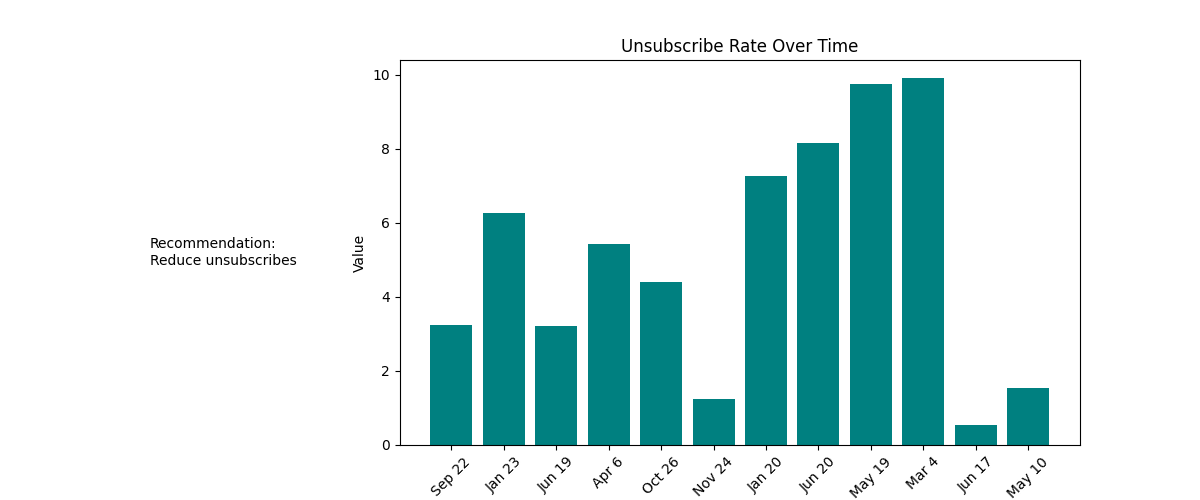 Unsubscribe Rate Over Time
Recommendation:
Reduce unsubscribes
Value
10
8
6
4
2
0
Sep 22
Jan 23
Jun 19
Apr 6
Oct 26
Nov 24
Jan 20
Jun 20
May 19
Mar 4
Jun 17
May 10